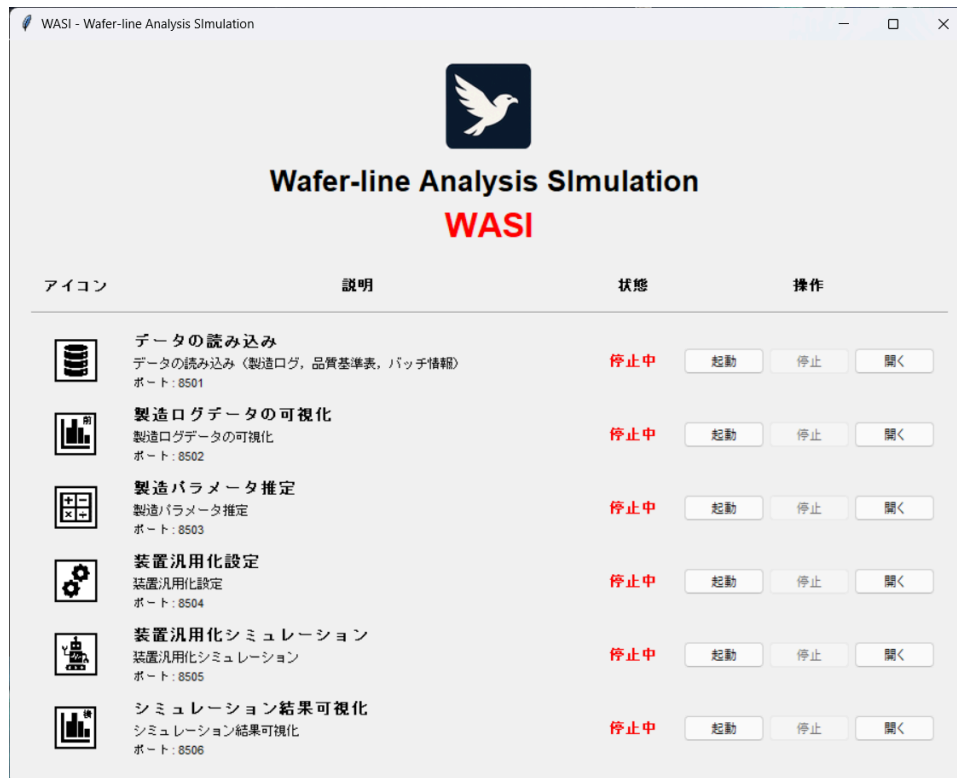 WASI - Wafer-line Analysis SImulation
Wafer-line Analysis SImulation
WASI
アイコン 説明 状態 操作
データの読み込み
データの読み込み（製造ログ，品質基準表，バッチ情報）
ポート: 8501
停止中 起動 停止 開く
前
製造ログデータの可視化
製造ログデータの可視化
ポート: 8502
停止中 起動 停止 開く
製造パラメータ推定
製造パラメータ推定
ポート: 8503
停止中 起動 停止 開く
装置汎用化設定
装置汎用化設定
ポート: 8504
停止中 起動 停止 開く
装置汎用化シミュレーション
装置汎用化シミュレーション
ポート: 8505
停止中 起動 停止 開く
後
シミュレーション結果可視化
シミュレーション結果可視化
ポート: 8506
停止中 起動 停止 開く